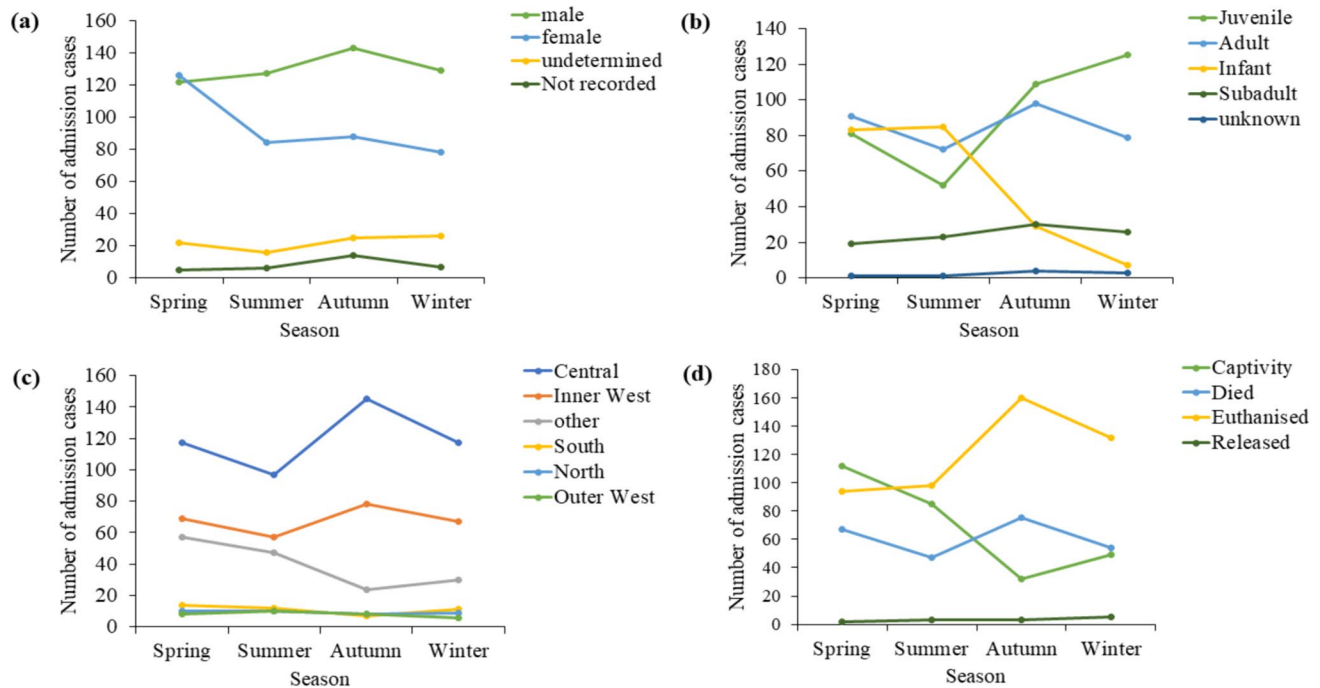 (a)
Number of admission cases
160
140
120
100
80
60
40
20
0
Spring Summer Autumn Winter
Season
male
female
undetermined
Not recorded
(b)
Number of admission cases
140
120
100
80
60
40
20
0
Spring Summer Autumn Winter
Season
Juvenile
Adult
Infant
Subadult
unknown
(c)
Number of admission cases
160
140
120
100
80
60
40
20
0
Spring Summer Autumn Winter
Season
Central
Inner West
other
South
North
Outer West
(d)
Number of admission cases
180
160
140
120
100
80
60
40
20
0
Spring Summer Autumn Winter
Season
Captivity
Died
Euthanised
Released